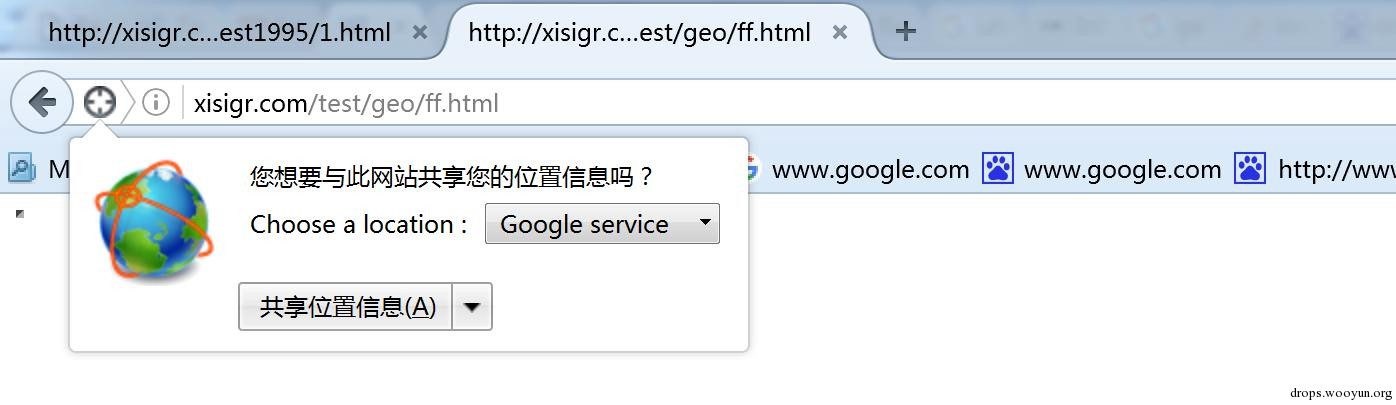 http://xisigr.c...est1995/1.html
http://xisigr.c...est/geo/ff.html
xisigr.com/test/geo/ff.html
M
www.google.com
www.google.com
http://www
您想要与此网站共享您的位置信息吗？
Choose a location :
Google service
共享位置信息(A)
drops.wooyun.org